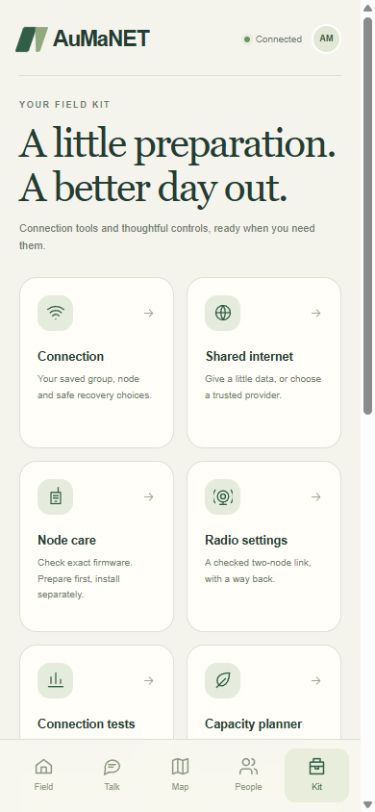 AuMaNET
Connected
AM
YOUR FIELD KIT
A little preparation.
A better day out.
Connection tools and thoughtful controls, ready when you need
them.
Connection
Your saved group, node
and safe recovery choices.
Shared internet
Give a little data, or choose
a trusted provider.
Node care
Check exact firmware.
Prepare first, install
separately.
Radio settings
A checked two-node link,
with a way back.
Connection tests
Capacity planner
Field
Talk
Map
People
Kit